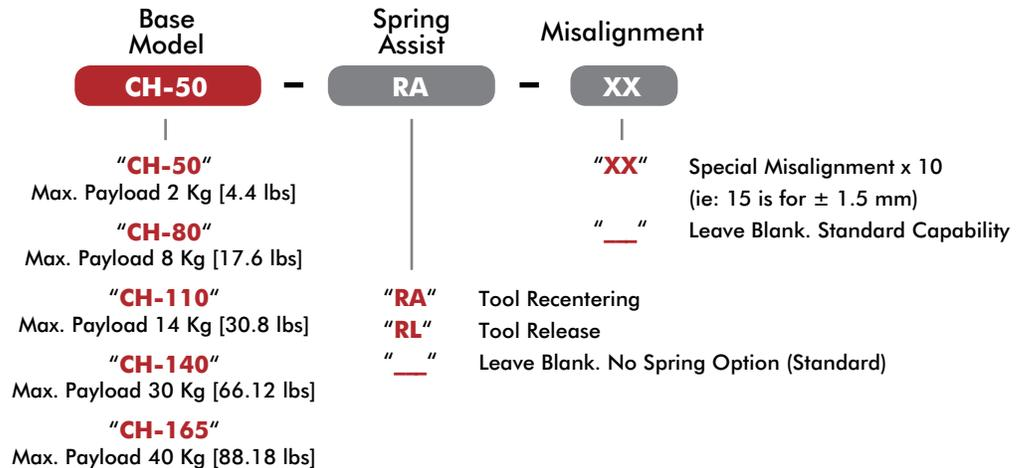 Base
Model
Spring
Assist
Misalignment
CH-50 – RA – XX
“CH-50“
Max. Payload 2 Kg [4.4 lbs]
“CH-80“
Max. Payload 8 Kg [17.6 lbs]
“CH-110“
Max. Payload 14 Kg [30.8 lbs]
“CH-140“
Max. Payload 30 Kg [66.12 lbs]
“CH-165“
Max. Payload 40 Kg [88.18 lbs]
“RA“ Tool Recentering
“RL“ Tool Release
“___“ Leave Blank. No Spring Option (Standard)
“XX“ Special Misalignment x 10
(ie: 15 is for ± 1.5 mm)
“___“ Leave Blank. Standard Capability